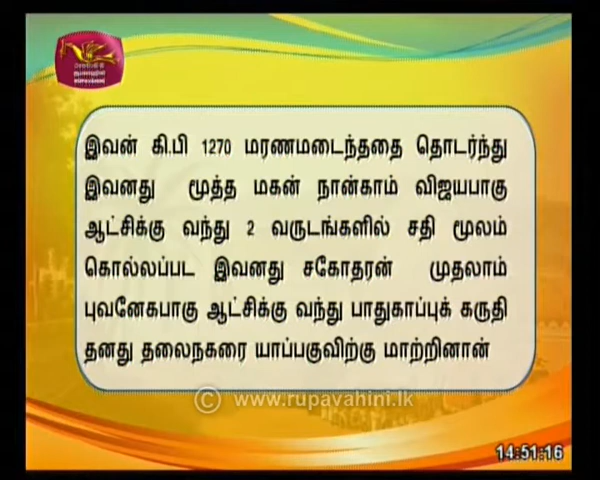 இவன் கி.பி 1270 மரணமடைந்ததை தொடர்ந்து
இவனது மூத்த மகன் நான்காம் விஜயபாகு
ஆட்சிக்கு வந்து 2 வருடங்களில் சதி மூலம்
கொல்லப்பட இவனது சகோதரன் முதலாம்
புவனேகபாகு ஆட்சிக்கு வந்து பாதுகாப்புக் கருதி
தனது தலைநகரை யாப்பகுவிற்கு மாற்றினான்
© www.rupavahini.lk
14:51:16